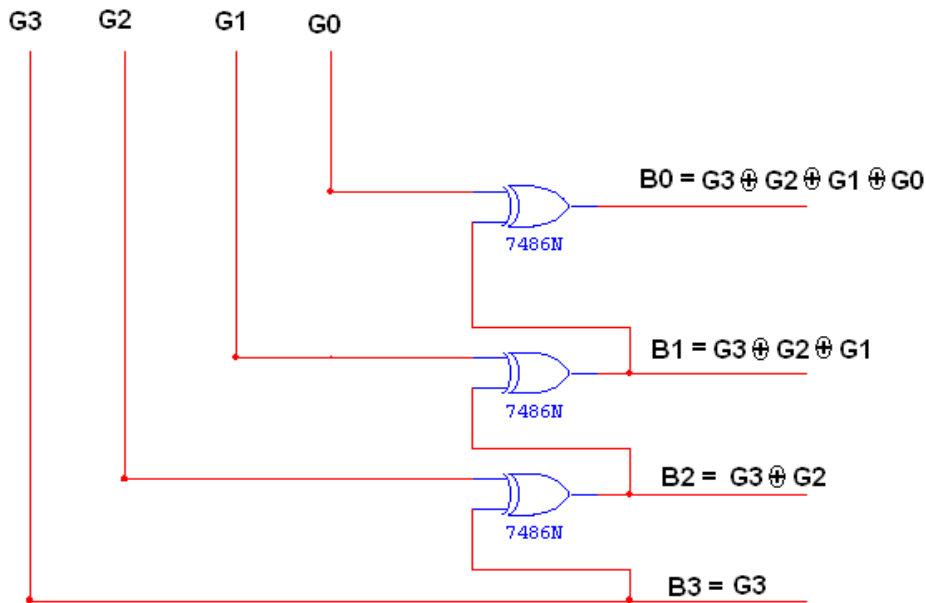 G3 G2 G1 G0
B0 = G3 ⊕ G2 ⊕ G1 ⊕ G0
7486N
B1 = G3 ⊕ G2 ⊕ G1
7486N
B2 = G3 ⊕ G2
7486N
B3 = G3